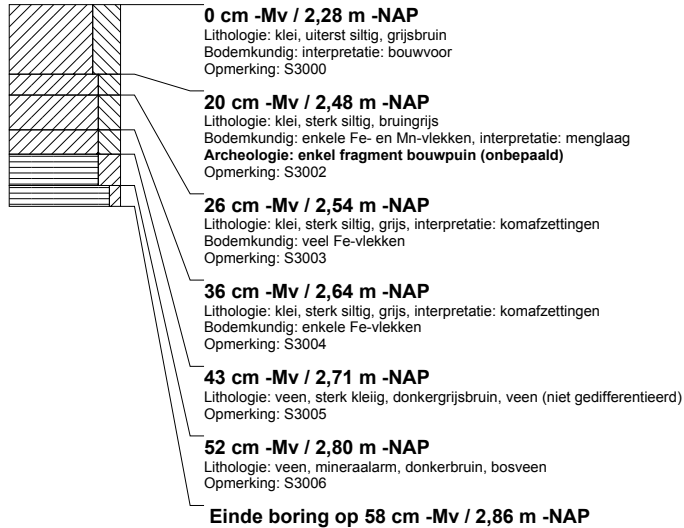 0 cm -Mv / 2,28 m -NAP
Lithologie: klei, uiterst siltig, grijsbruin
Bodemkundig: interpretatie: bouwvoor
Opmerking: S3000
20 cm -Mv / 2,48 m -NAP
Lithologie: klei, sterk siltig, bruingrijs
Bodemkundig: enkele Fe- en Mn-vlekken, interpretatie: menglaag
Archeologie: enkel fragment bouwpuin (onbepaald)
Opmerking: S3002
26 cm -Mv / 2,54 m -NAP
Lithologie: klei, sterk siltig, grijs, interpretatie: komafzettingen
Bodemkundig: veel Fe-vlekken
Opmerking: S3003
36 cm -Mv / 2,64 m -NAP
Lithologie: klei, sterk siltig, grijs, interpretatie: komafzettingen
Bodemkundig: enkele Fe-vlekken
Opmerking: S3004
43 cm -Mv / 2,71 m -NAP
Lithologie: veen, sterk kleiig, donkergrijsbruin, veen (niet gedifferentieerd)
Opmerking: S3005
52 cm -Mv / 2,80 m -NAP
Lithologie: veen, mineraalarm, donkerbruin, bosveen
Opmerking: S3006
Einde boring op 58 cm -Mv / 2,86 m -NAP